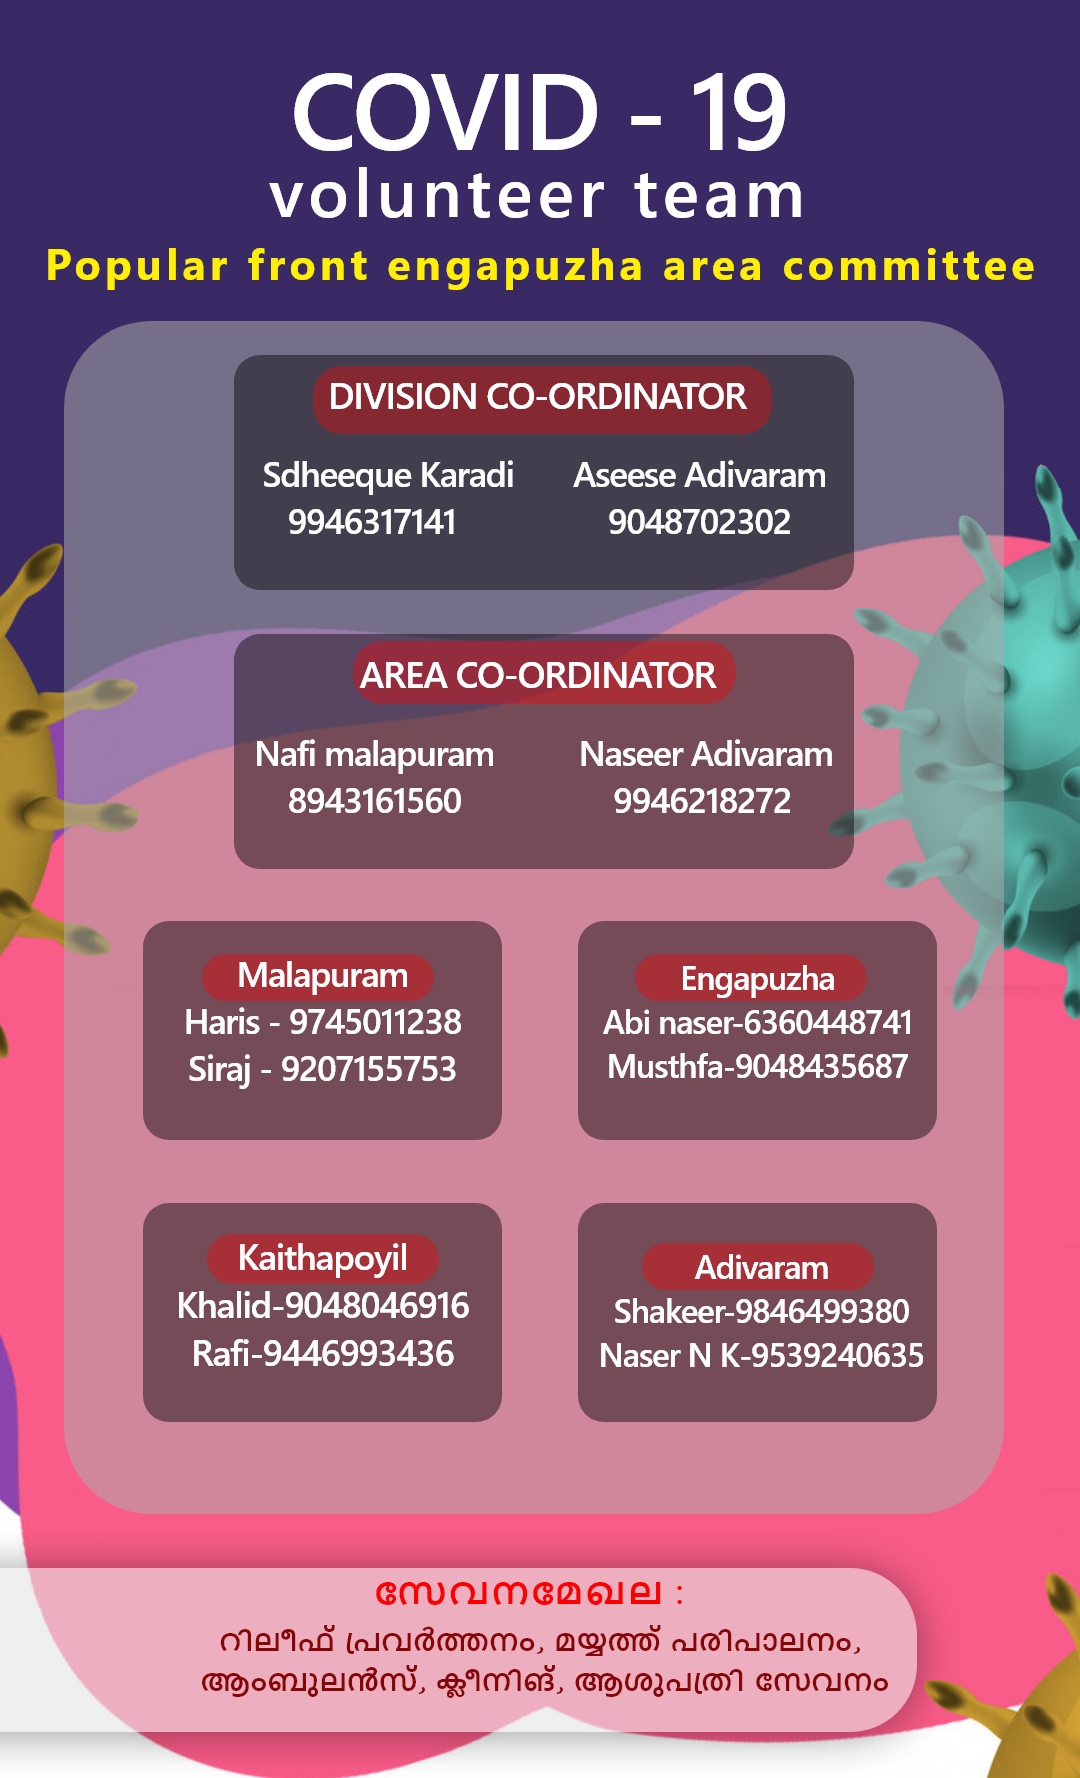 COVID - 19
volunteer team
Popular front engapuzha area committee
DIVISION CO-ORDINATOR
Sdheeque Karadi
9946317141
Aseese Adivaram
9048702302
AREA CO-ORDINATOR
Nafi malapuram
8943161560
Naseer Adivaram
9946218272
Malapuram
Haris - 9745011238
Siraj - 9207155753
Engapuzha
Abi naser-6360448741
Musthfa-9048435687
Kaithapoyil
Khalid-9048046916
Rafi-9446993436
Adivaram
Shakeer-9846499380
Naser N K-9539240635
സേവനമേഖല :
റിലീഫ് പ്രവർത്തനം, മയ്യത്ത് പരിപാലനം,
ആംബുലൻസ്, ക്ലീനിങ്, ആശുപത്രി സേവനം